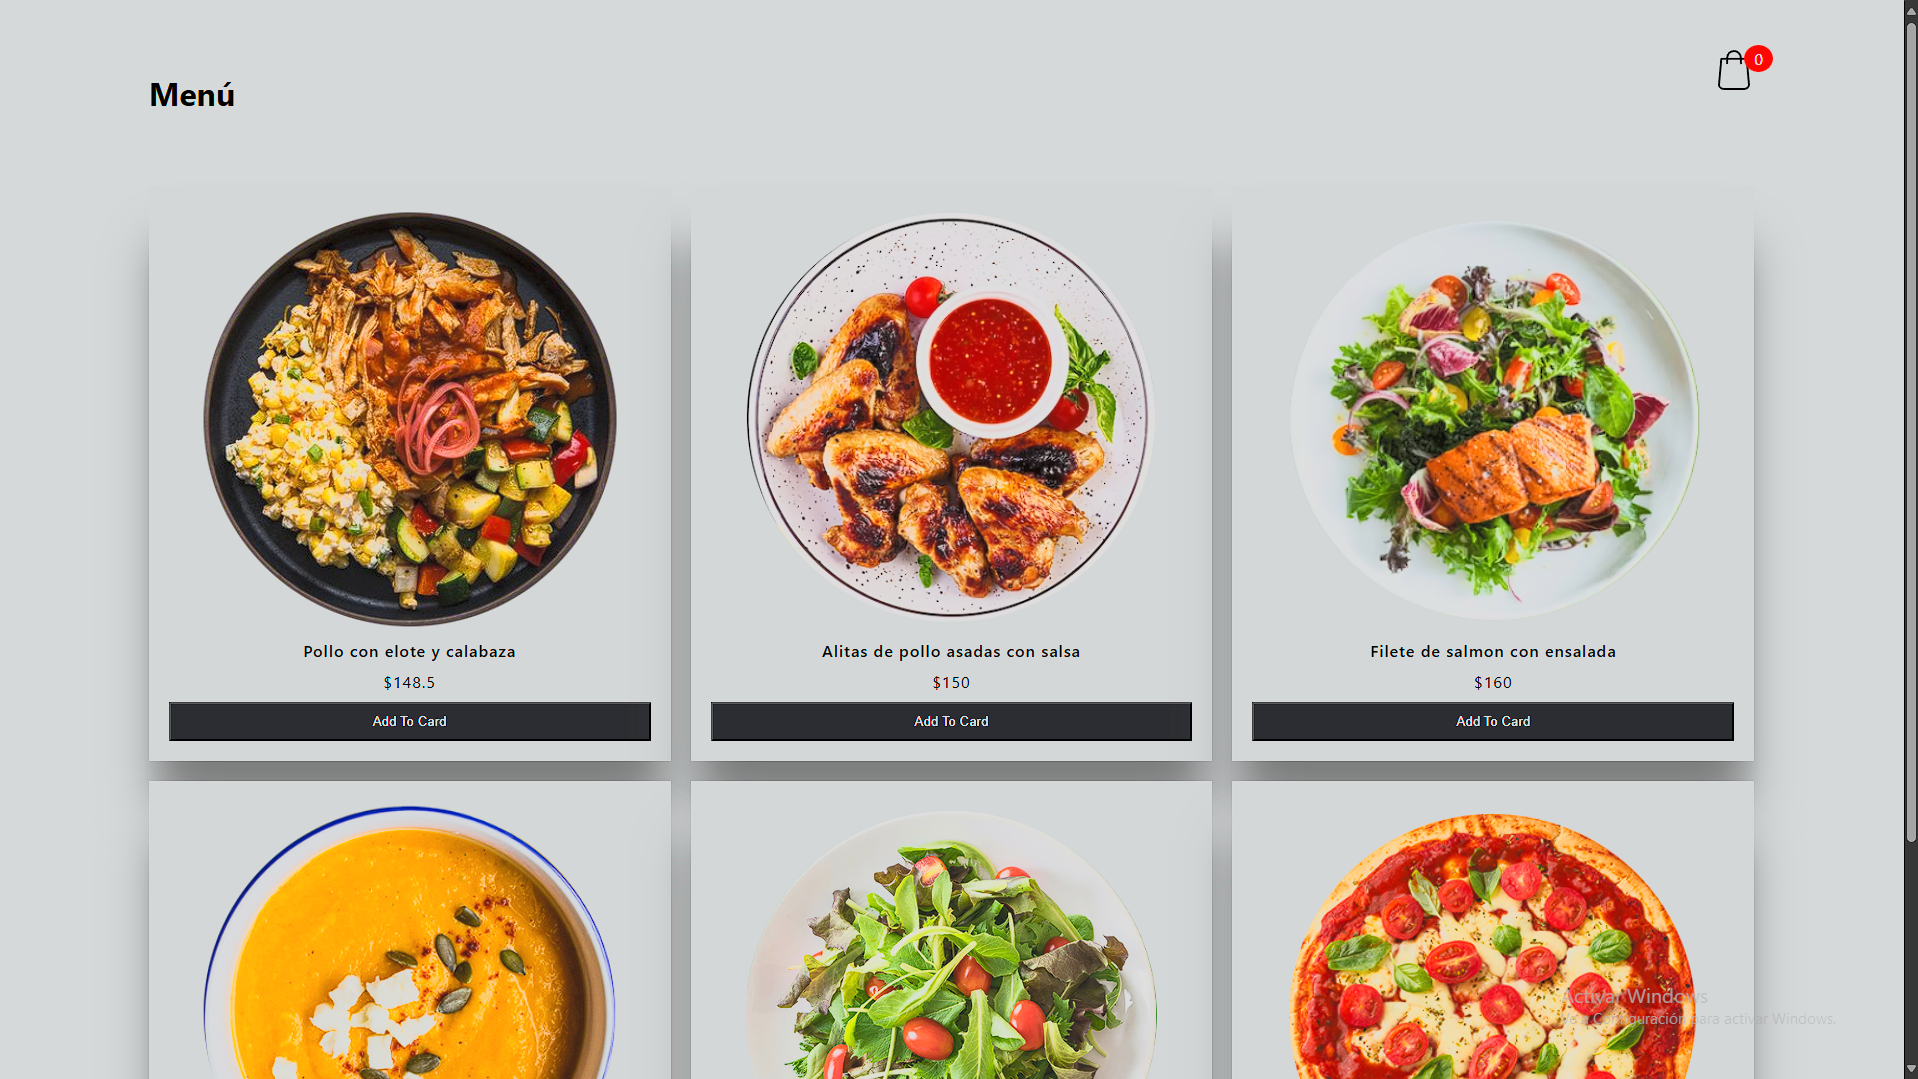 Menú
0
Pollo con elote y calabaza
$148.5
Add To Card
Alitas de pollo asadas con salsa
$150
Add To Card
Filete de salmon con ensalada
$160
Add To Card
Activar Windows
Ve a Configuración para activar Windows.